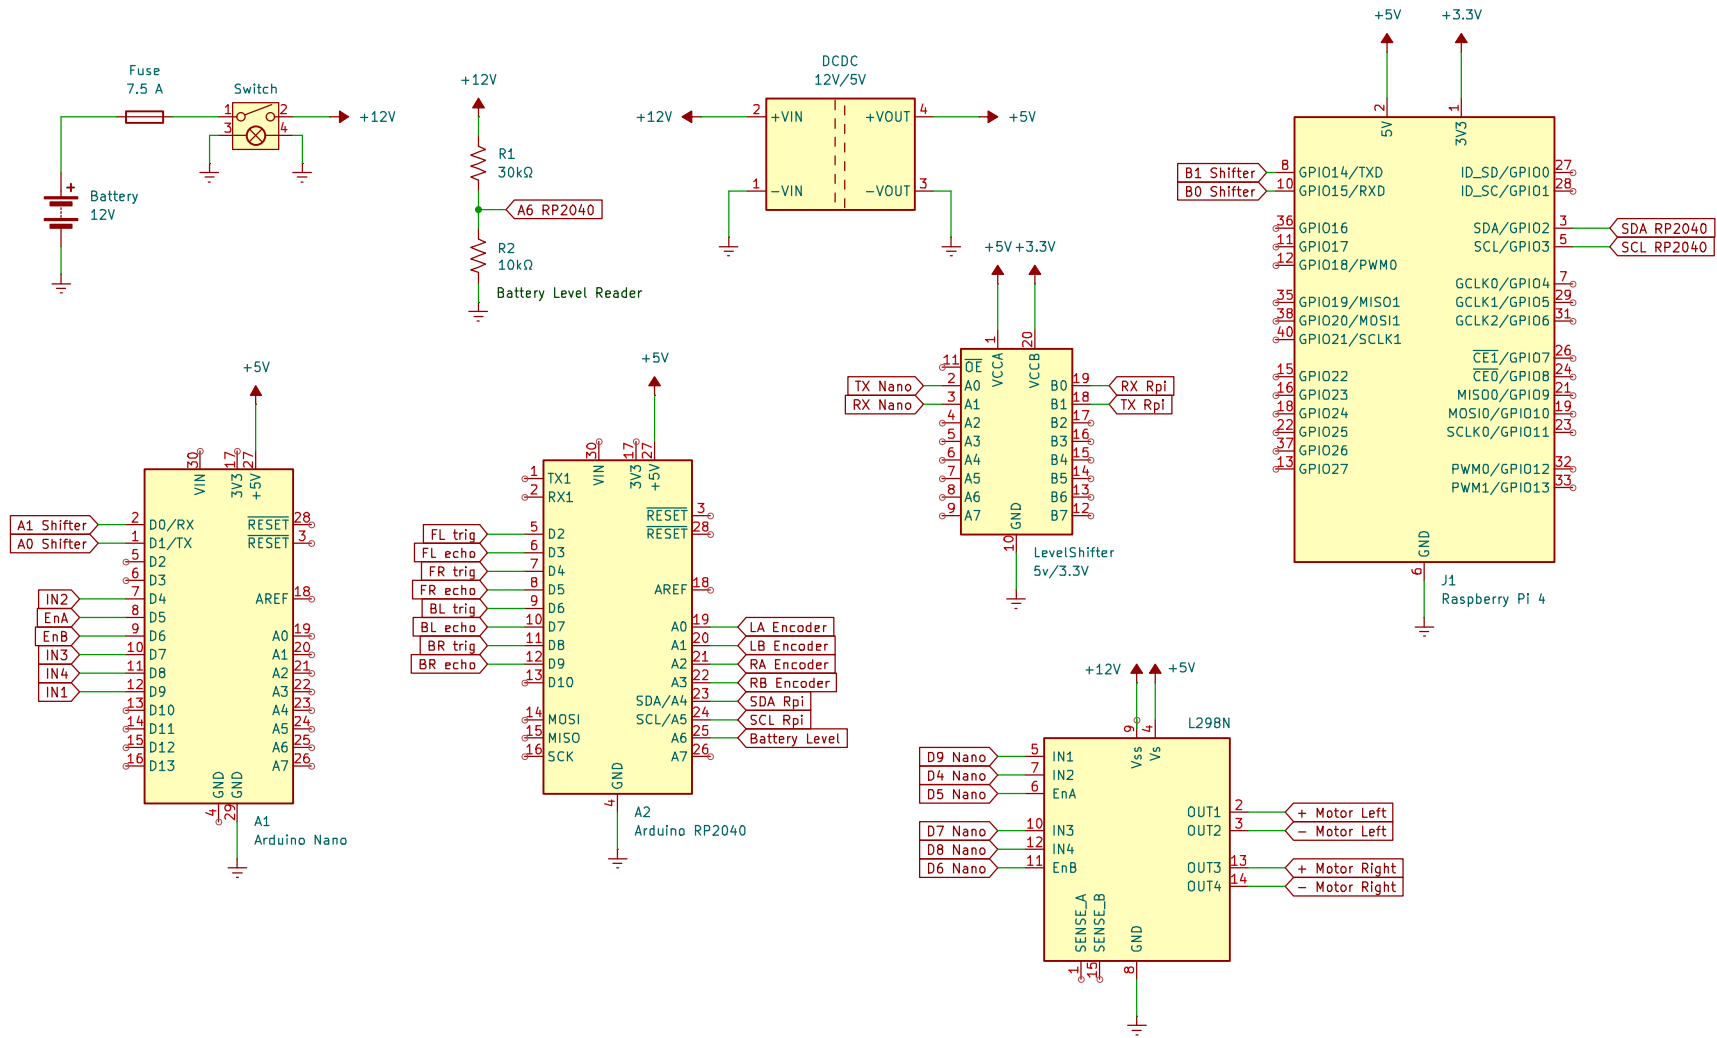 Fuse
7.5 A
Switch
1
2
3
4
+12V
+
Battery
12V
+12V
R1
30kΩ
A6 RP2040
R2
10kΩ
Battery Level Reader
DCDC
12V/5V
+12V
2
+VIN
+VOUT
4
+5V
1
-VIN
-VOUT
3
+5V
+3.3V
1
VCCA
20
VCCB
11
OE
TX Nano
2
A0
B0
19
RX Rpi
RX Nano
3
A1
B1
18
TX Rpi
4
A2
B2
17
5
A3
B3
16
6
A4
B4
15
7
A5
B5
14
8
A6
B6
13
9
A7
B7
12
GND
10
LevelShifter
5v/3.3V
+5V
+3.3V
2
5V
1
3V3
B1 Shifter
8
GPIO14/TXD
ID_SD/GPIO0
27
B0 Shifter
10
GPIO15/RXD
ID_SC/GPIO1
28
36
GPIO16
SDA/GPIO2
3
SDA RP2040
11
GPIO17
SCL/GPIO3
5
SCL RP2040
12
GPIO18/PWM0
GCLK0/GPIO4
7
35
GPIO19/MISO1
GCLK1/GPIO5
29
38
GPIO20/MOSI1
GCLK2/GPIO6
31
40
GPIO21/SCLK1
CE1/GPIO7
26
15
GPIO22
CE0/GPIO8
24
16
GPIO23
MISO0/GPIO9
21
18
GPIO24
MOSI0/GPIO10
19
22
GPIO25
SCLK0/GPIO11
23
37
GPIO26
13
GPIO27
PWM0/GPIO12
32
PWM1/GPIO13
33
GND
6
J1
Raspberry Pi 4
+5V
30
VIN
17
3V3
27
+5V
A1 Shifter
2
D0/RX
RESET
28
A0 Shifter
1
D1/TX
RESET
3
5
D2
6
D3
IN2
7
D4
AREF
18
EnA
8
D5
EnB
9
D6
A0
19
IN3
10
D7
A1
20
IN4
11
D8
A2
21
IN1
12
D9
A3
22
13
D10
A4
23
14
D11
A5
24
15
D12
A6
25
16
D13
A7
26
GND
4
GND
29
A1
Arduino Nano
+5V
30
VIN
17
3V3
27
+5V
1
TX1
2
RX1
RESET
3
FL trig
5
D2
RESET
28
FL echo
6
D3
FR trig
7
D4
FR echo
8
D5
AREF
18
BL trig
9
D6
BL echo
10
D7
A0
19
LA Encoder
BR trig
11
D8
A1
20
LB Encoder
BR echo
12
D9
A2
21
RA Encoder
13
D10
A3
22
RB Encoder
SDA/A4
23
SDA Rpi
14
MOSI
SCL/A5
24
SCL Rpi
15
MISO
A6
25
Battery Level
16
SCK
A7
26
GND
4
A2
Arduino RP2040
+12V
+5V
L298N
9
Vss
4
Vs
D9 Nano
5
IN1
D4 Nano
7
IN2
D5 Nano
6
EnA
OUT1
2
+ Motor Left
OUT2
3
- Motor Left
D7 Nano
10
IN3
D8 Nano
12
IN4
D6 Nano
11
EnB
OUT3
13
+ Motor Right
OUT4
14
- Motor Right
SENSE_A
1
SENSE_B
15
GND
8